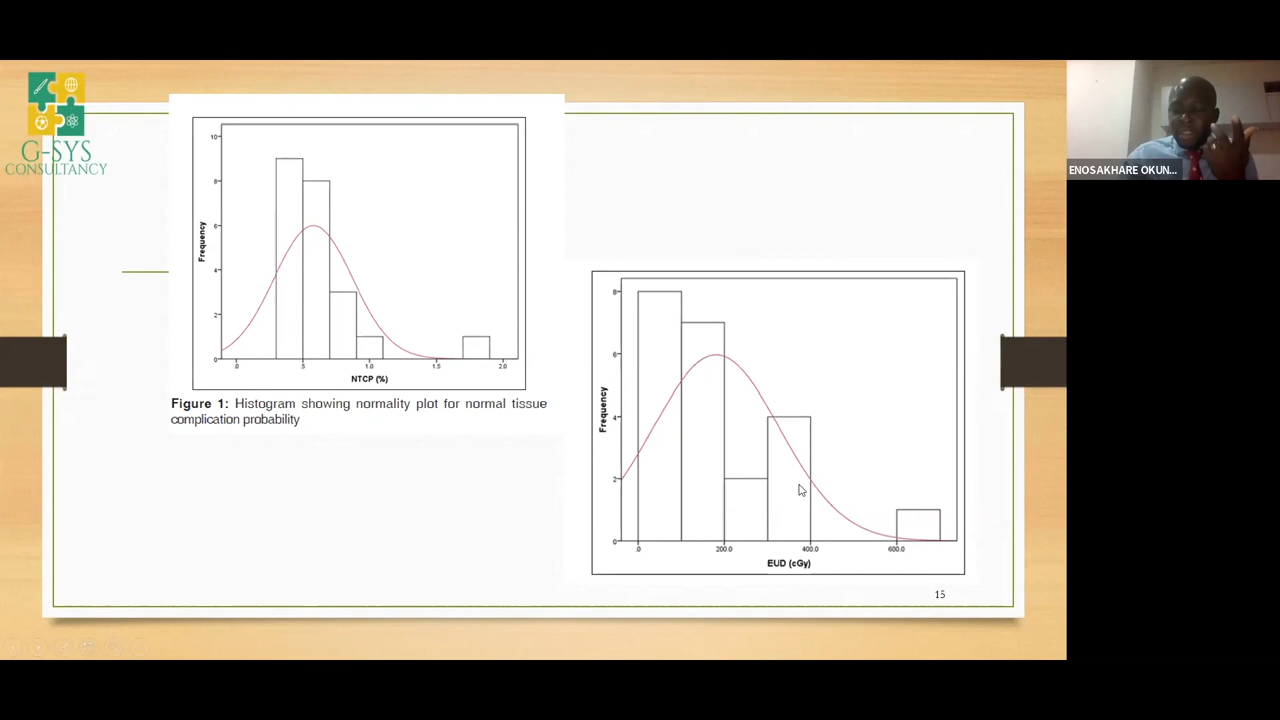 G-SYS
CONSULTANCY
10
8
6
4
2
0
Frequency
.0 .5 1.0 1.5 2.0
NTCP (%)
Figure 1: Histogram showing normality plot for normal tissue
complication probability
8
6
4
2
0
Frequency
.0 200.0 400.0 600.0
EUD (cGy)
15
ENOSAKHARE OKUN...